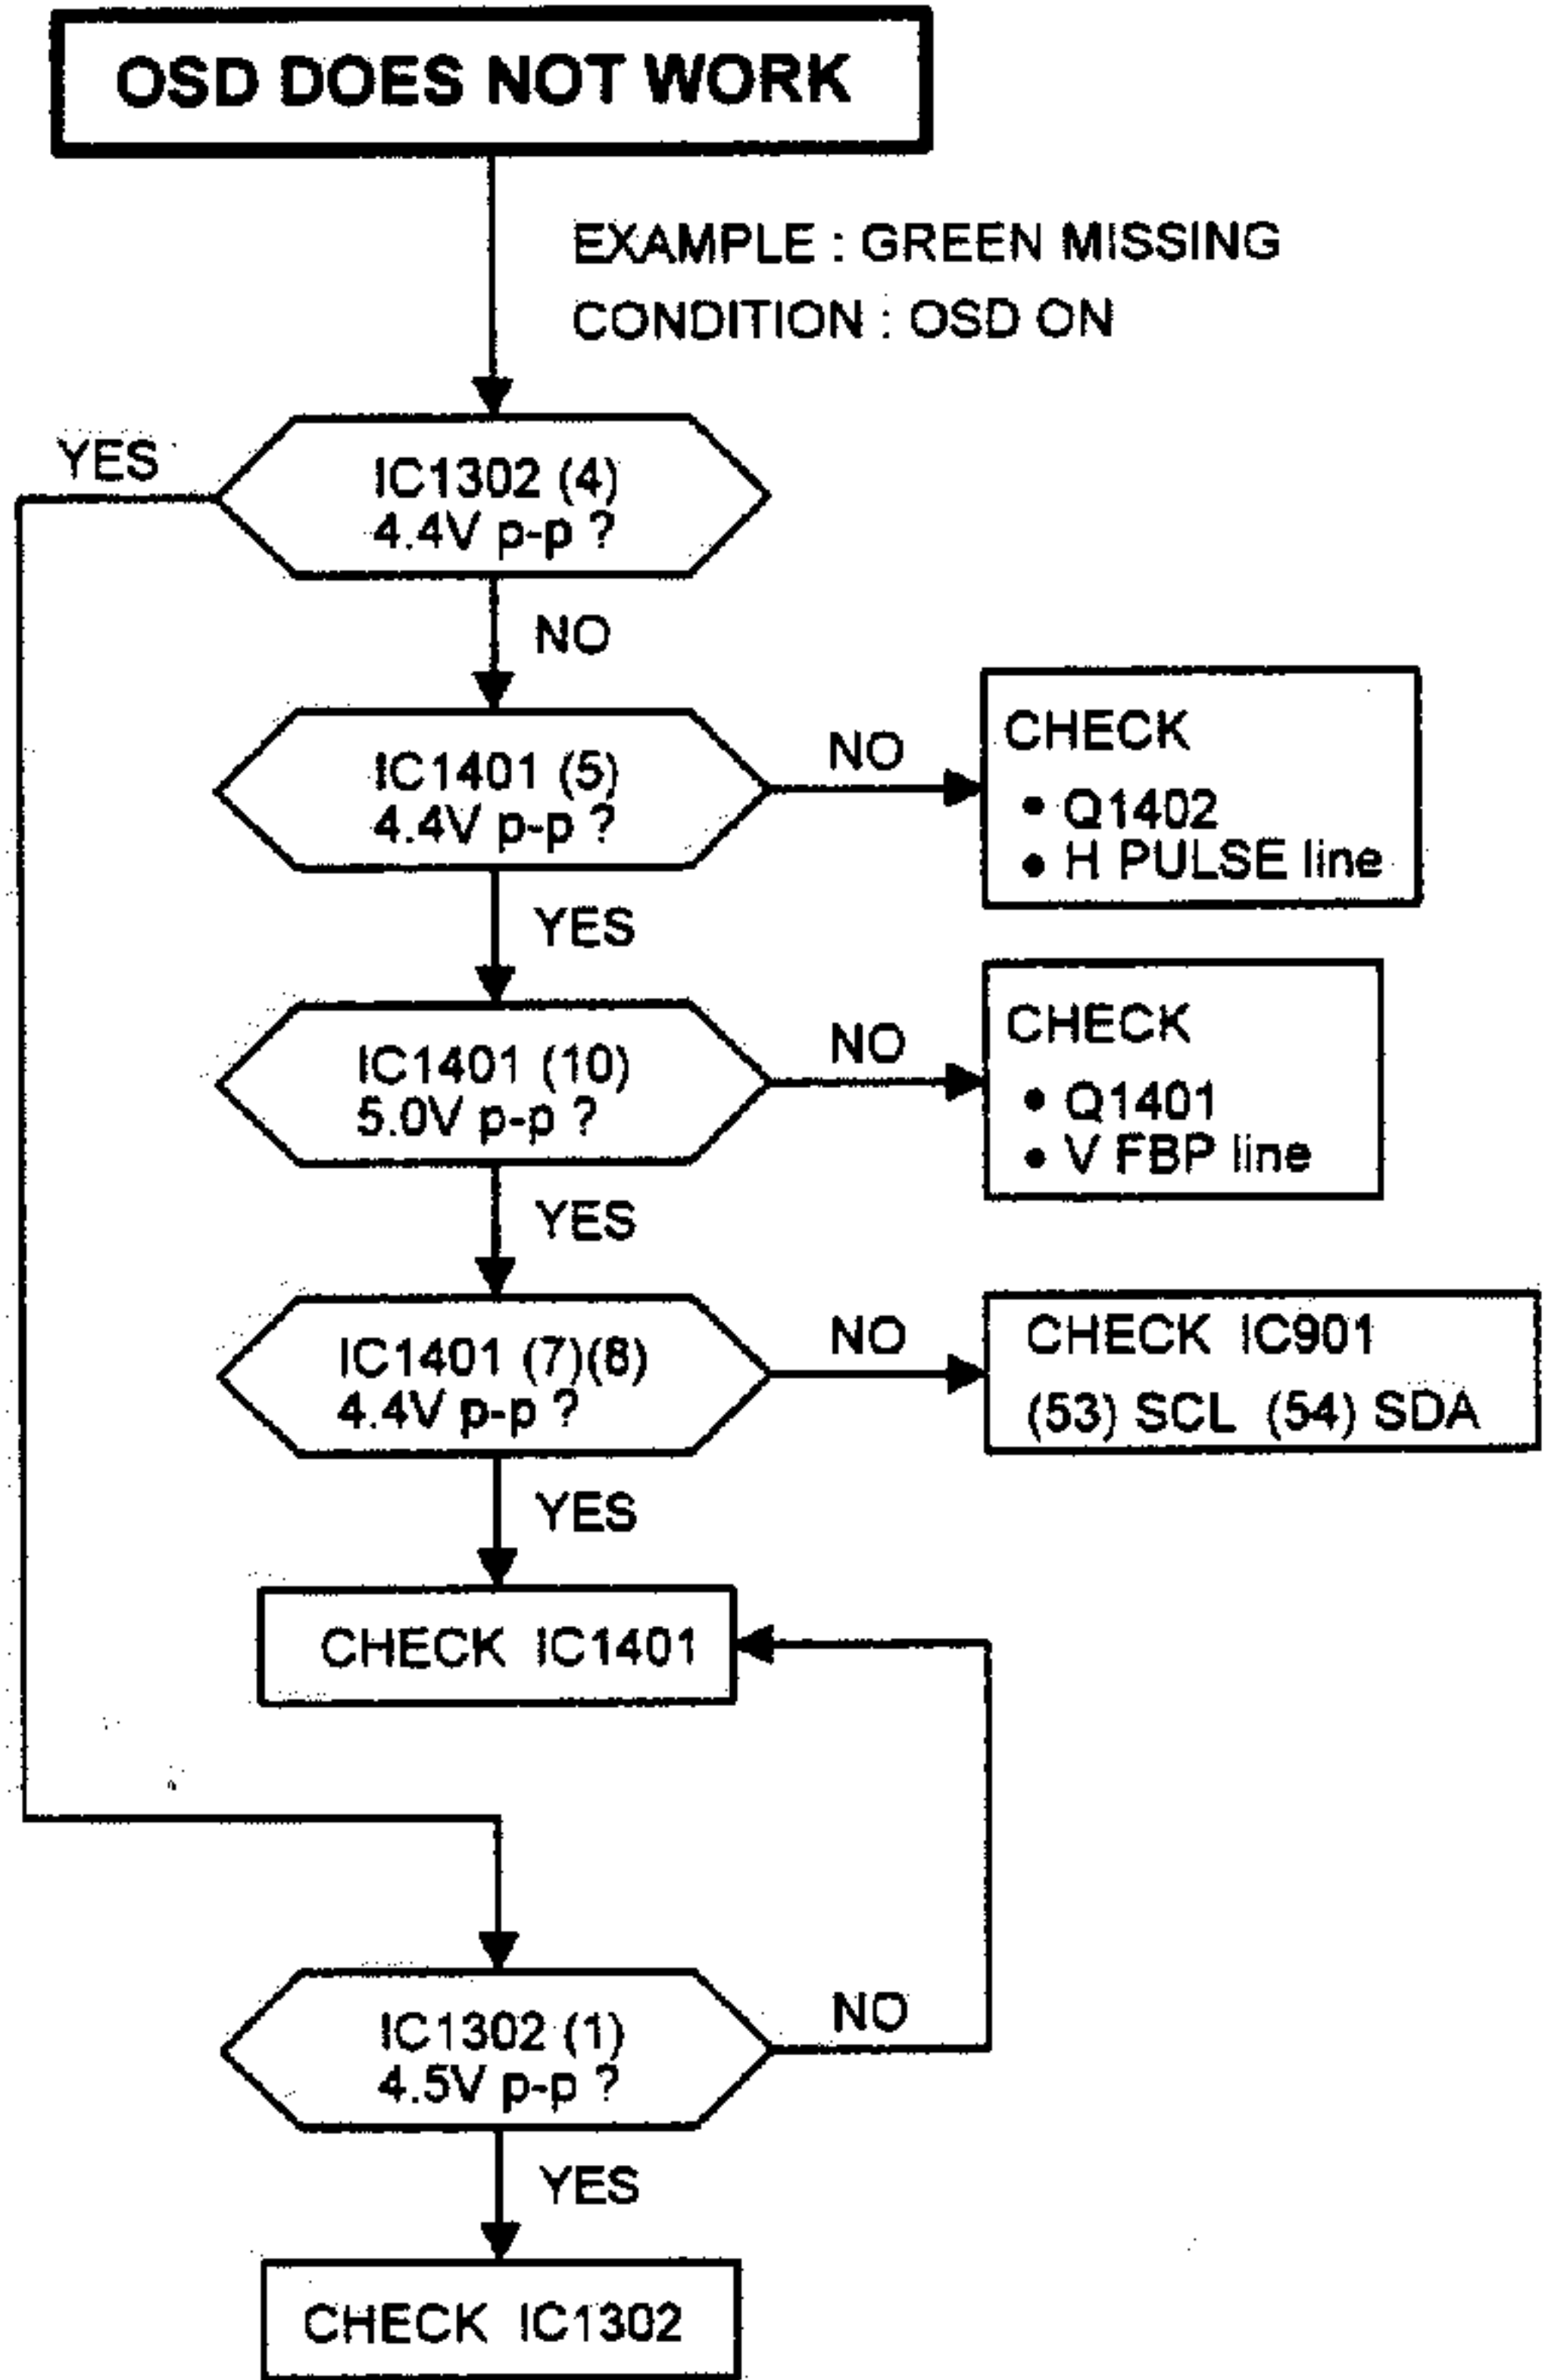 OSD DOES NOT WORK
EXAMPLE : GREEN MISSING
CONDITION : OSD ON
YES
IC1302 (4)
4.4V p-p ?
NO
IC1401 (5)
4.4V p-p ?
NO
CHECK
• Q1402
• H PULSE line
YES
IC1401 (10)
5.0V p-p ?
NO
CHECK
• Q1401
• V FBP line
YES
IC1401 (7)(8)
4.4V p-p ?
NO
CHECK IC901
(53) SCL (54) SDA
YES
CHECK IC1401
IC1302 (1)
4.5V p-p ?
NO
YES
CHECK IC1302